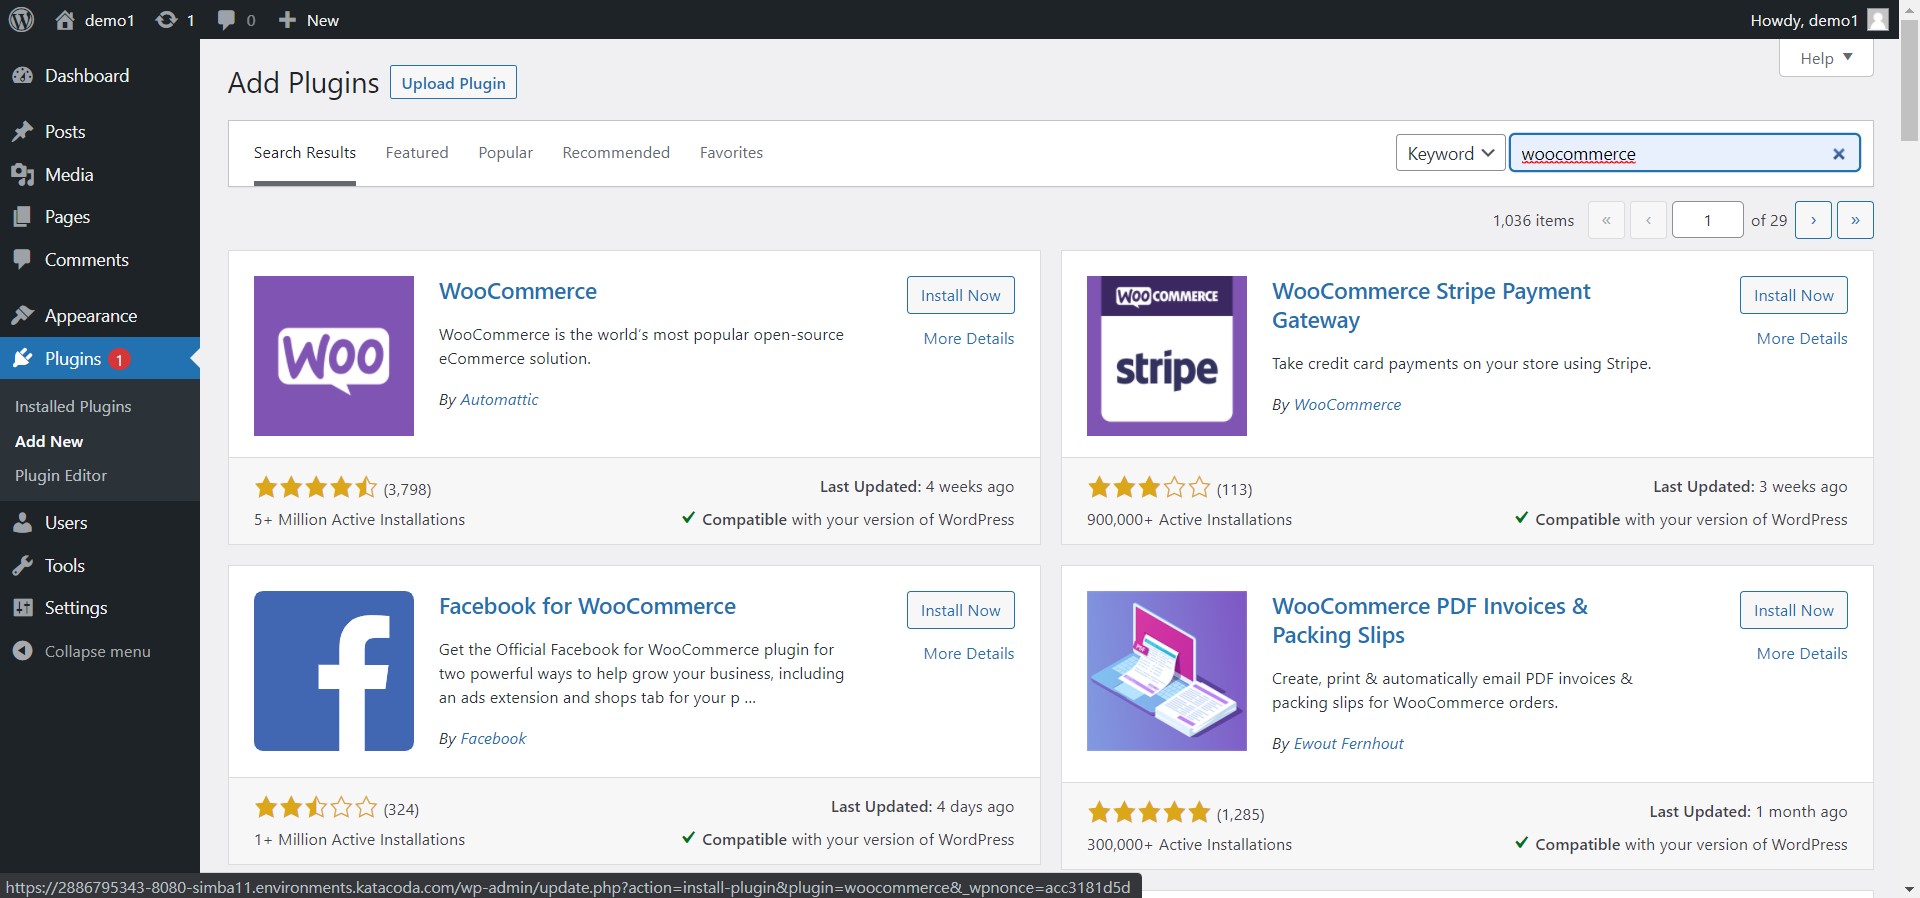 demo1 1 0 New Howdy, demo1
Dashboard
Posts
Media
Pages
Comments
Appearance
Plugins 1
Installed Plugins
Add New
Plugin Editor
Users
Tools
Settings
Collapse menu
Help
Add Plugins Upload Plugin
Search Results Featured Popular Recommended Favorites Keyword woocommerce
1,036 items « ‹ 1 of 29 › »
WOO
WooCommerce
Install Now
More Details
WooCommerce is the world's most popular open-source
eCommerce solution.
By Automattic
(3,798)
5+ Million Active Installations
Last Updated: 4 weeks ago
Compatible with your version of WordPress
WOOCOMMERCE
stripe
WooCommerce Stripe Payment
Gateway
Install Now
More Details
Take credit card payments on your store using Stripe.
By WooCommerce
(113)
900,000+ Active Installations
Last Updated: 3 weeks ago
Compatible with your version of WordPress
f
Facebook for WooCommerce
Install Now
More Details
Get the Official Facebook for WooCommerce plugin for
two powerful ways to help grow your business, including
an ads extension and shops tab for your p ...
By Facebook
(324)
1+ Million Active Installations
Last Updated: 4 days ago
Compatible with your version of WordPress
PDF
WooCommerce PDF Invoices &
Packing Slips
Install Now
More Details
Create, print & automatically email PDF invoices &
packing slips for WooCommerce orders.
By Ewout Fernhout
(1,285)
300,000+ Active Installations
Last Updated: 1 month ago
Compatible with your version of WordPress
https://2886795343-8080-simba11.environments.katacoda.com/wp-admin/update.php?action=install-plugin&plugin=woocommerce&_wpnonce=acc3181d5d